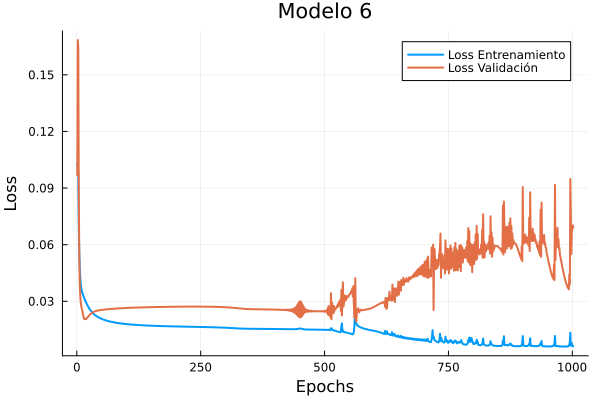 Modelo 6
Loss Entrenamiento
Loss Validación
0.15
0.12
0.09
0.06
0.03
Loss
0
250
500
750
1000
Epochs